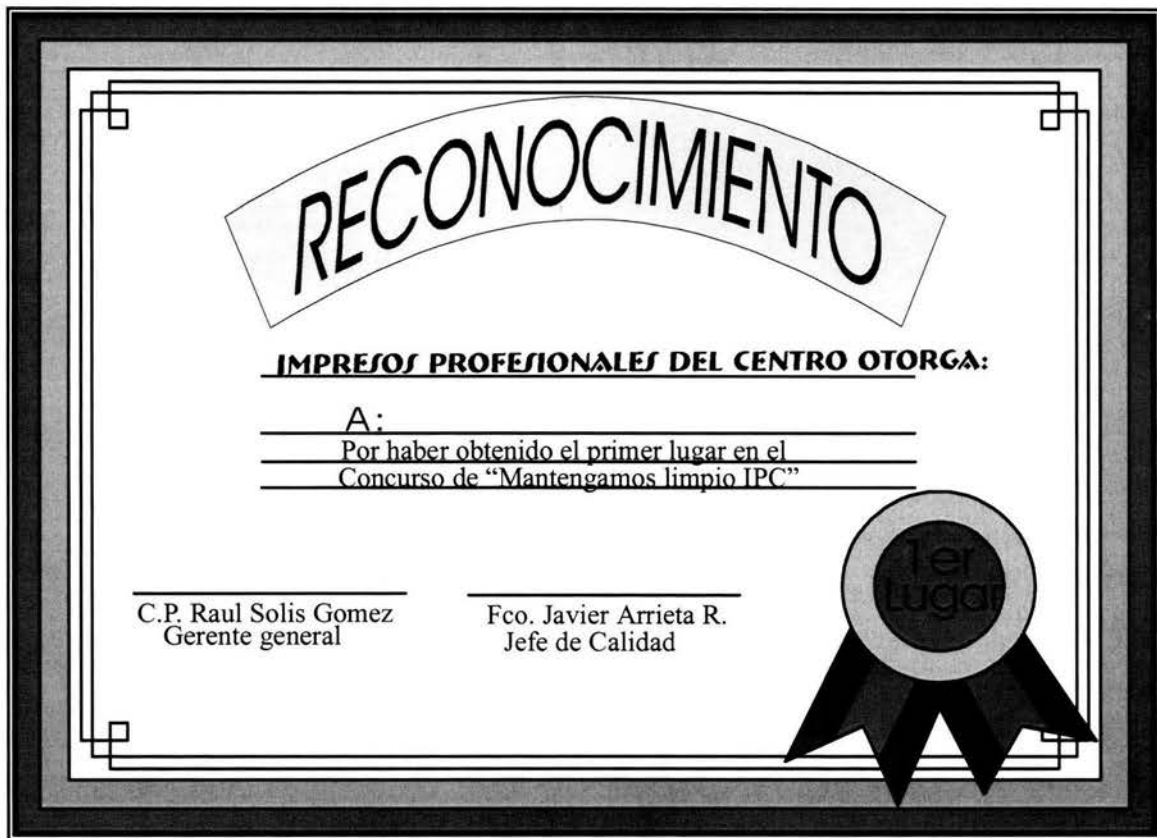 RECONOCIMIENTO
IMPRESOS PROFESIONALES DEL CENTRO OTORGA:
A:
Por haber obtenido el primer lugar en el
Concurso de “Mantengamos limpio IPC”
1er
Lugar
C.P. Raul Solis Gomez
Gerente general
Fco. Javier Arrieta R.
Jefe de Calidad